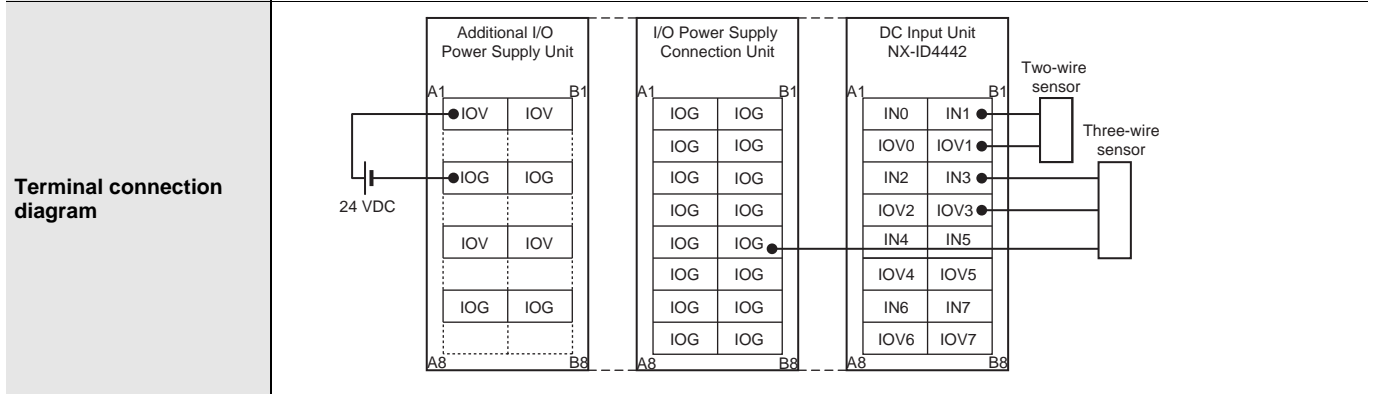 Terminal connection
diagram
24 VDC
Additional I/O
Power Supply Unit
A1 B1
IOV IOV
IOG IOG
IOV IOV
IOG IOG
A8 B8
I/O Power Supply
Connection Unit
A1 B1
IOG IOG
IOG IOG
IOG IOG
IOG IOG
IOG IOG
IOG IOG
IOG IOG
IOG IOG
A8 B8
DC Input Unit
NX-ID4442
A1 B1
IN0 IN1
IOV0 IOV1
IN2 IN3
IOV2 IOV3
IN4 IN5
IOV4 IOV5
IN6 IN7
IOV6 IOV7
A8 B8
Two-wire
sensor
Three-wire
sensor